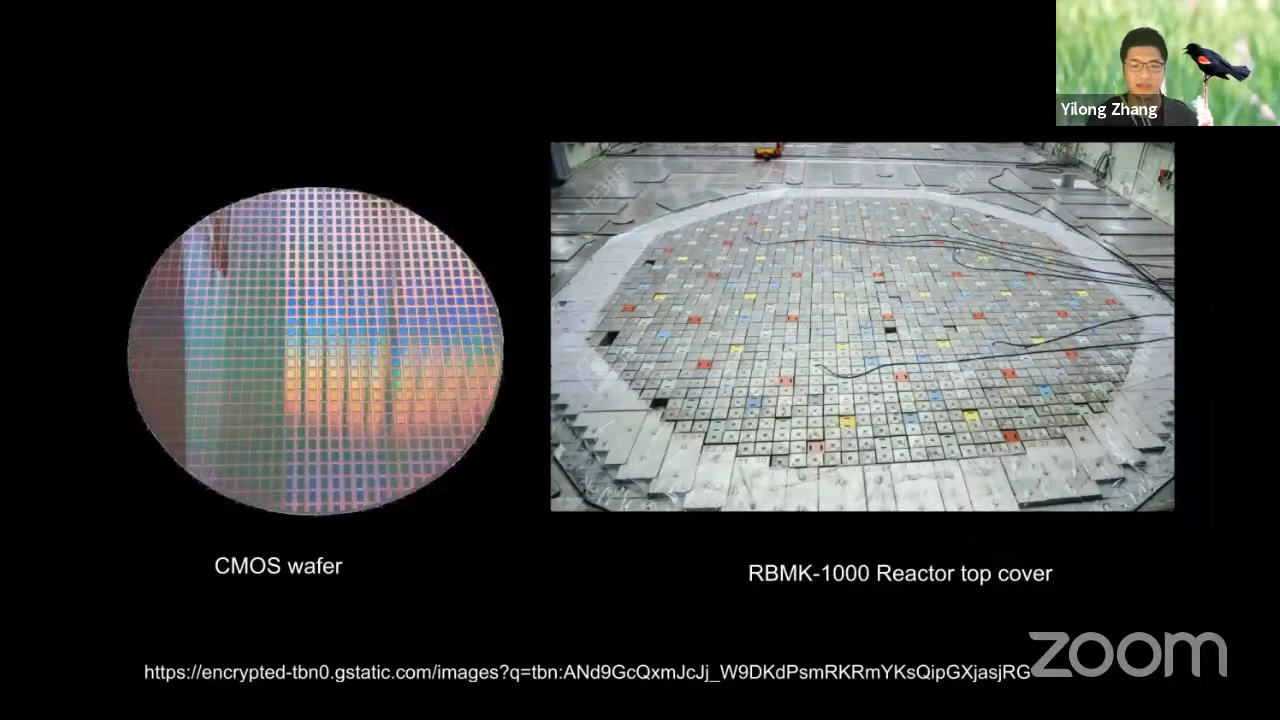 Yilong Zhang
CMOS wafer
RBMK-1000 Reactor top cover
https://encrypted-tbn0.gstatic.com/images?q=tbn:ANd9GcQxmJcJj_W9DKdPsmRKRmYKsQipGXjasjRG
zoom